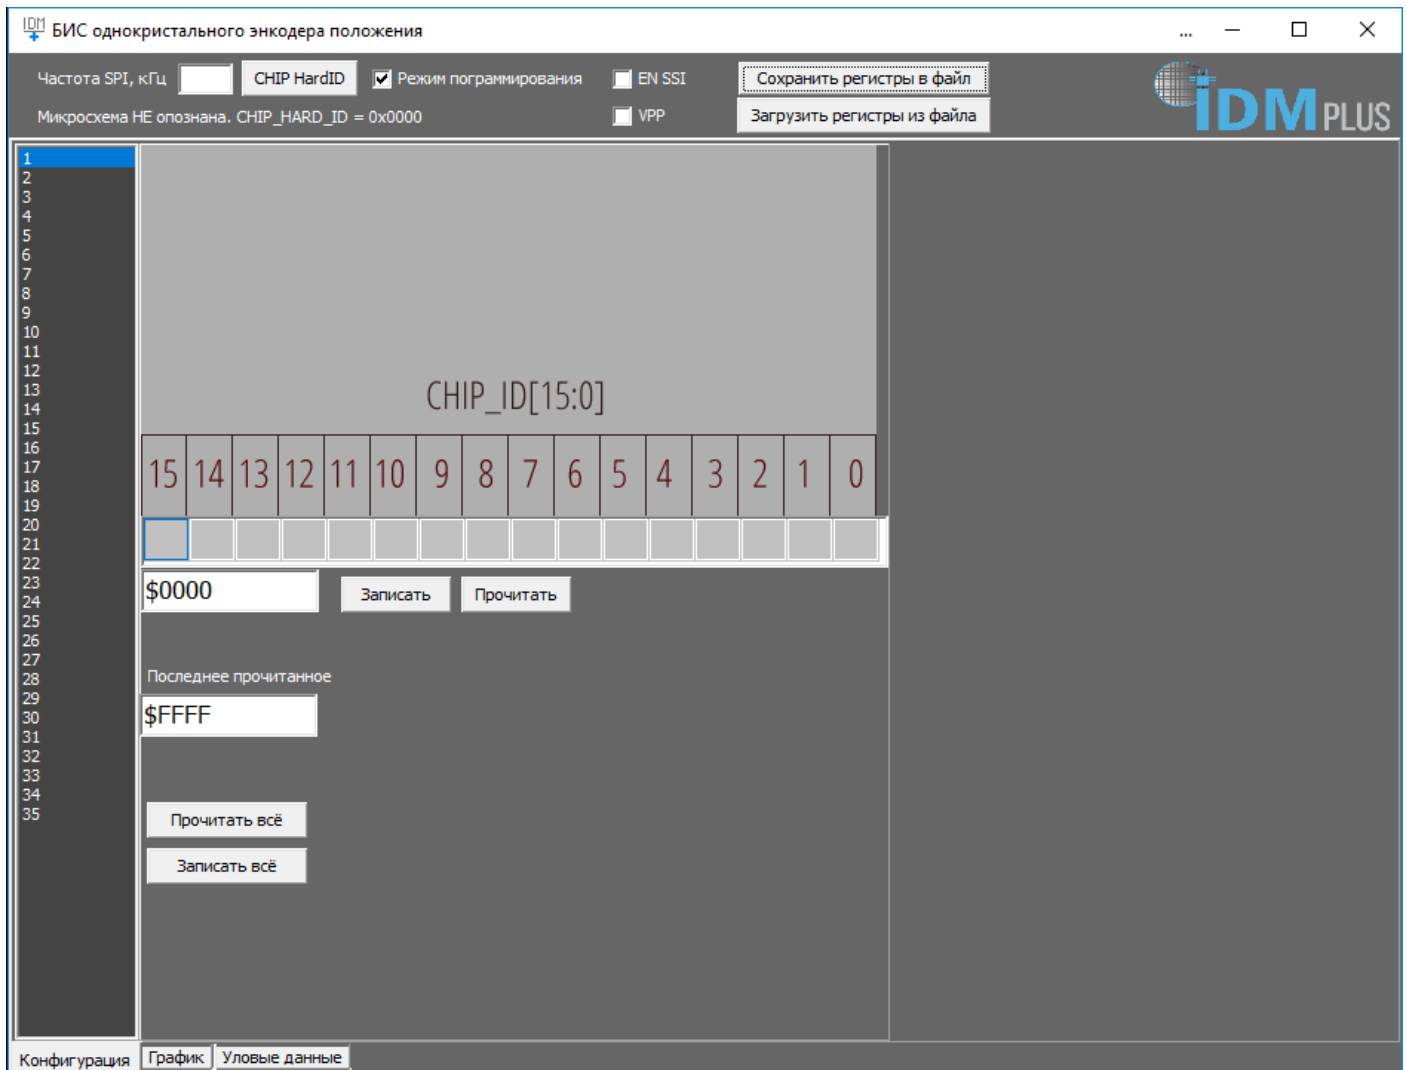 IDM БИС однокристального энкодера положения ...
Частота SPI, кГц CHIP HardID Режим пограммирования EN SSI Сохранить регистры в файл
Микросхема НЕ опознана. CHIP_HARD_ID = 0x0000 VPP Загрузить регистры из файла
IDM PLUS
1
2
3
4
5
6
7
8
9
10
11
12
13
14
15
16
17
18
19
20
21
22
23
24
25
26
27
28
29
30
31
32
33
34
35
CHIP_ID[15:0]
15 14 13 12 11 10 9 8 7 6 5 4 3 2 1 0
$0000 Записать Прочитать
Последнее прочитанное
$FFFF
Прочитать всё
Записать всё
Конфигурация График Уловые данные